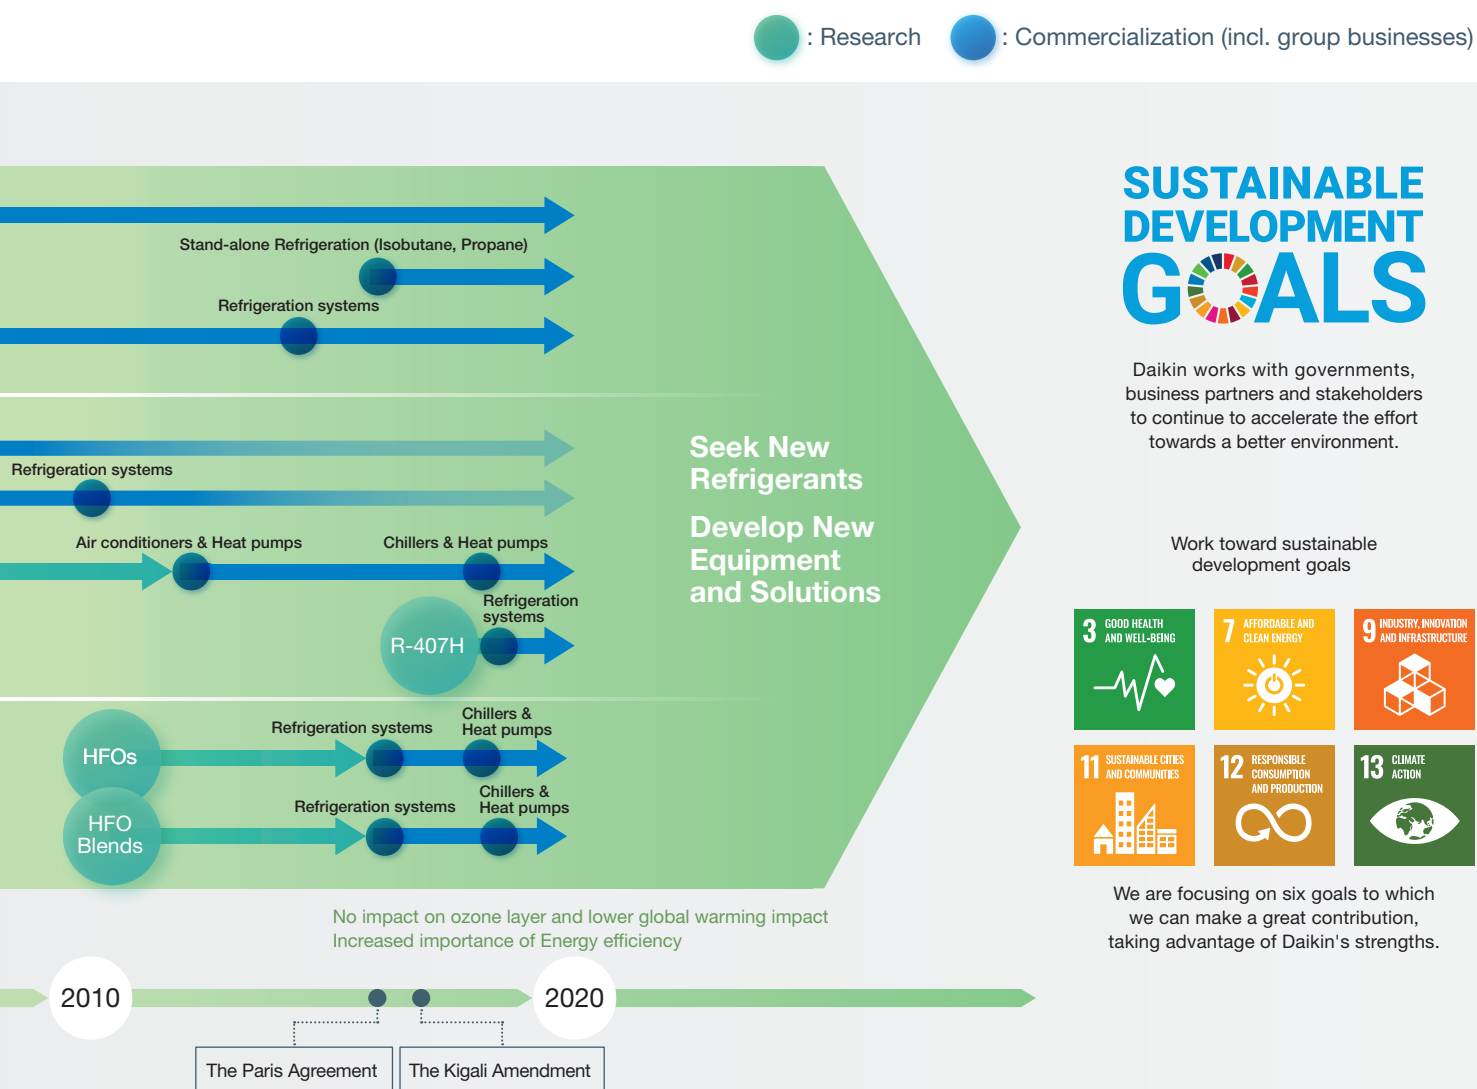 : Research
: Commercialization (incl. group businesses)
Stand-alone Refrigeration (Isobutane, Propane)
Refrigeration systems
Refrigeration systems
Air conditioners & Heat pumps
Chillers & Heat pumps
Refrigeration
systems
R-407H
Seek New
Refrigerants
Develop New
Equipment
and Solutions
HFOs
Refrigeration systems
Chillers &
Heat pumps
HFO
Blends
Refrigeration systems
Chillers &
Heat pumps
No impact on ozone layer and lower global warming impact
Increased importance of Energy efficiency
2010
2020
The Paris Agreement
The Kigali Amendment
SUSTAINABLE
DEVELOPMENT
GOALS
Daikin works with governments,
business partners and stakeholders
to continue to accelerate the effort
towards a better environment.
Work toward sustainable
development goals
3 GOOD HEALTH
AND WELL-BEING
7 AFFORDABLE AND
CLEAN ENERGY
9 INDUSTRY, INNOVATION
AND INFRASTRUCTURE
11 SUSTAINABLE CITIES
AND COMMUNITIES
12 RESPONSIBLE
CONSUMPTION
AND PRODUCTION
13 CLIMATE
ACTION
We are focusing on six goals to which
we can make a great contribution,
taking advantage of Daikin's strengths.